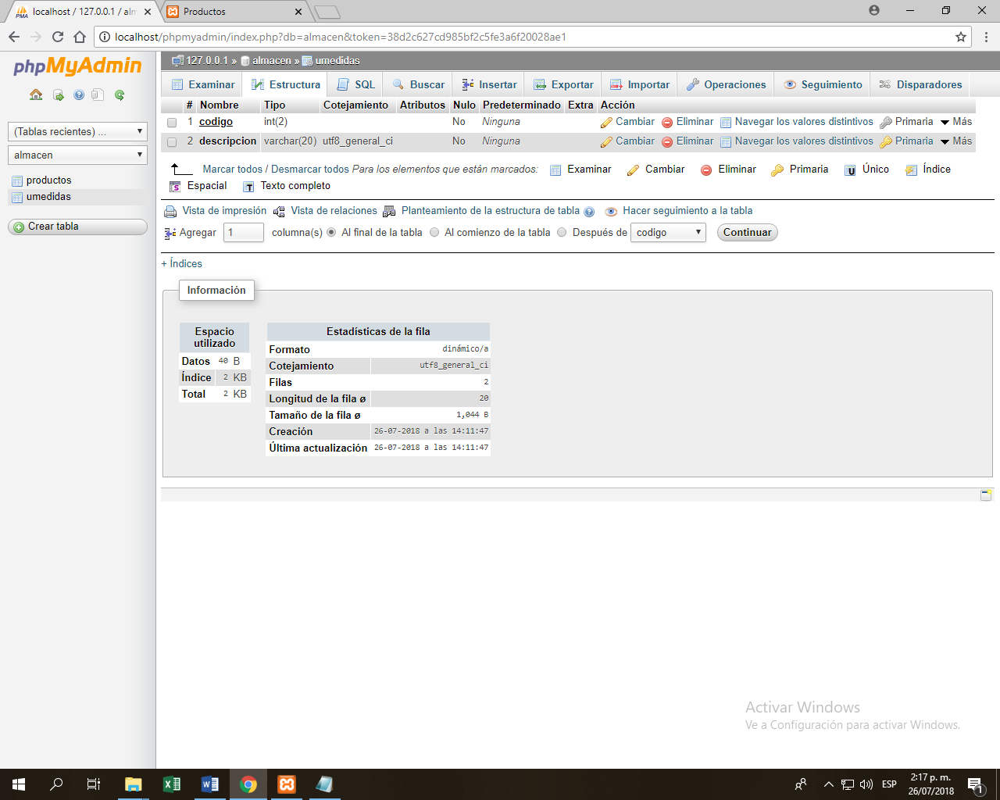 localhost / 127.0.0.1 / alm
Productos
localhost/phpmyadmin/index.php?db=almacen&token=38d2c627cd985bf2c5fe3a6f20028ae1
phpMyAdmin
(Tablas recientes) ...
almacen
productos
umedidas
Crear tabla
127.0.0.1 » almacen » umedidas
Examinar Estructura SQL Buscar Insertar Exportar Importar Operaciones Seguimiento Disparadores
# Nombre Tipo Cotejamiento Atributos Nulo Predeterminado Extra Acción
1 codigo int(2) No Ninguna Cambiar Eliminar Navegar los valores distintivos Primaria Más
2 descripcion varchar(20) utf8_general_ci No Ninguna Cambiar Eliminar Navegar los valores distintivos Primaria Más
Marcar todos / Desmarcar todos Para los elementos que están marcados: Examinar Cambiar Eliminar Primaria Único Índice
Espacial Texto completo
Vista de impresión Vista de relaciones Planteamiento de la estructura de tabla Hacer seguimiento a la tabla
Agregar 1 columna(s) Al final de la tabla Al comienzo de la tabla Después de codigo Continuar
+ Índices
Información
Espacio utilizado
Datos 40 B
Índice 2 KB
Total 2 KB
Estadísticas de la fila
Formato dinámico/a
Cotejamiento utf8_general_ci
Filas 2
Longitud de la fila ø 20
Tamaño de la fila ø 1,044 B
Creación 26-07-2018 a las 14:11:47
Última actualización 26-07-2018 a las 14:11:47
Activar Windows
Ve a Configuración para activar Windows.
ESP
2:17 p. m.
26/07/2018
1